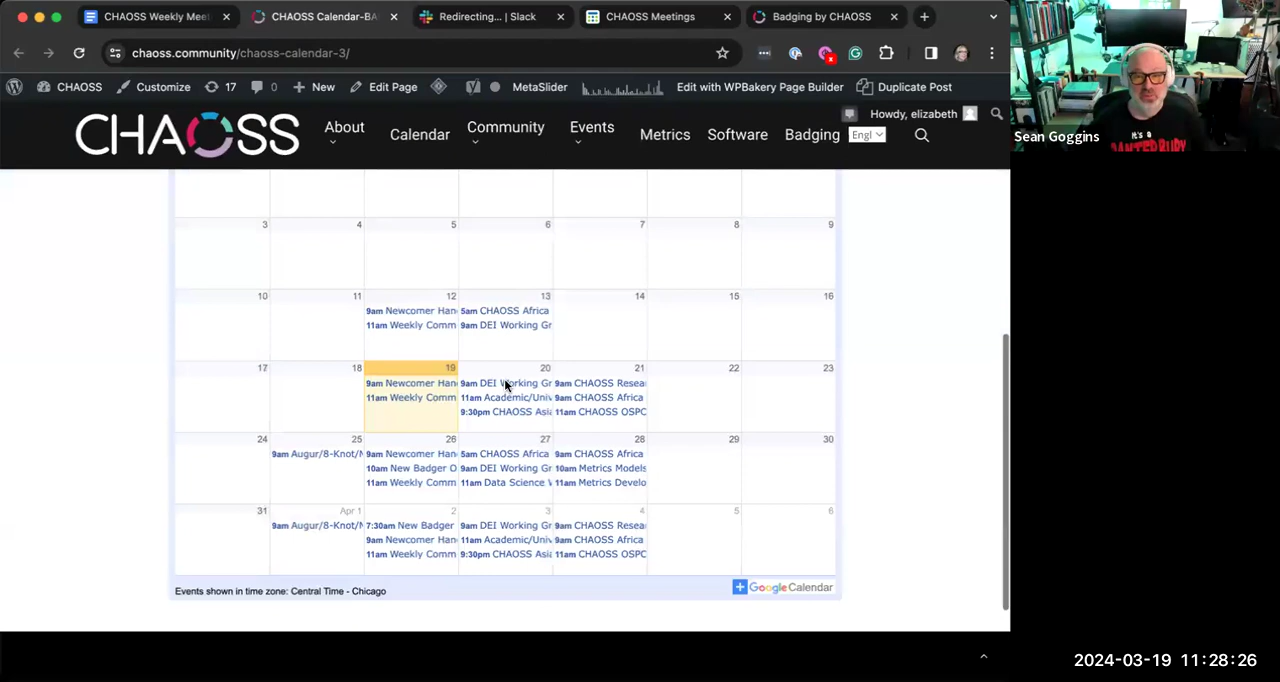 CHAOSS Weekly Meet
CHAOSS Calendar-BA
Redirecting... | Slack
CHAOSS Meetings
Badging by CHAOSS
chaoss.community/chaoss-calendar-3/
CHAOSS
Customize
17
0
New
Edit Page
MetaSlider
Edit with WPBakery Page Builder
Duplicate Post
Howdy, elizabeth
CHAOSS
About
Calendar
Community
Events
Metrics
Software
Badging
Engl
Sean Goggins
IT'S A
3 4 5 6 7 8 9
10 11 12 13 14 15 16
9am Newcomer Han 5am CHAOSS Africa
11am Weekly Comm 9am DEI Working Gr
17 18 19 20 21 22 23
9am Newcomer Han 9am DEI Working Gr 9am CHAOSS Resea
11am Weekly Comm 11am Academic/Univ 9am CHAOSS Africa
9:30pm CHAOSS Asia 11am CHAOSS OSPO
24 25 26 27 28 29 30
9am Augur/8-Knot/N 9am Newcomer Han 5am CHAOSS Africa 9am CHAOSS Africa
10am New Badger O 9am DEI Working Gr 10am Metrics Models
11am Weekly Comm 11am Data Science W 11am Metrics Develo
31 Apr 1 2 3 4 5 6
9am Augur/8-Knot/N 7:30am New Badger 9am DEI Working Gr 9am CHAOSS Resea
9am Newcomer Han 11am Academic/Univ 9am CHAOSS Africa
11am Weekly Comm 9:30pm CHAOSS Asia 11am CHAOSS OSPO
Events shown in time zone: Central Time - Chicago
Google Calendar
2024-03-19 11:28:26